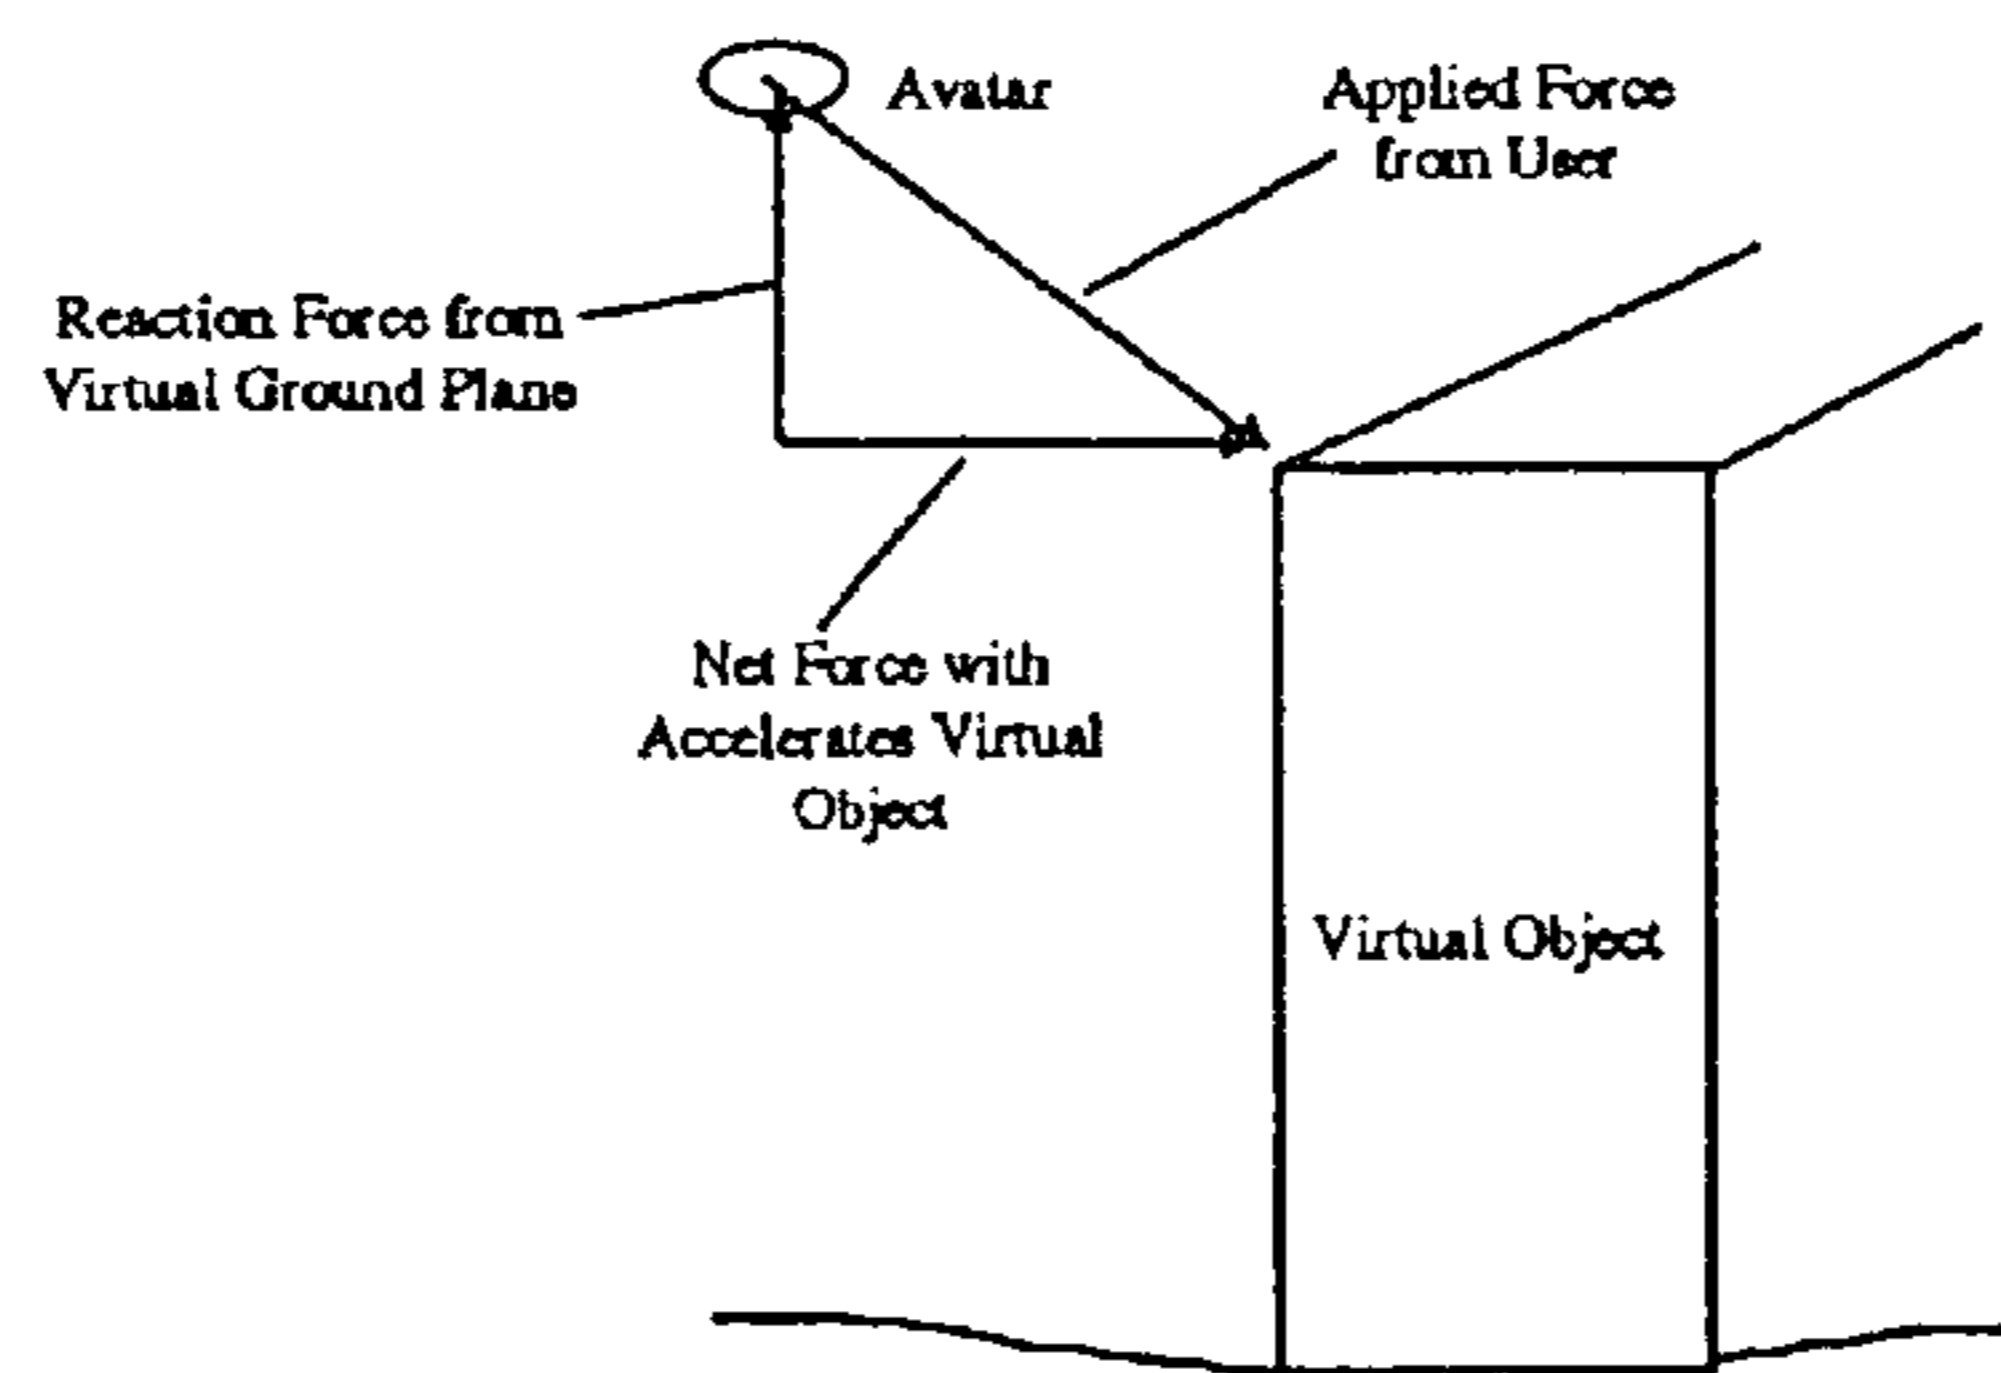 Avatar
Applied Force
from User
Reaction Force from
Virtual Ground Plane
Net Force with
Accelerates Virtual
Object
Virtual Object